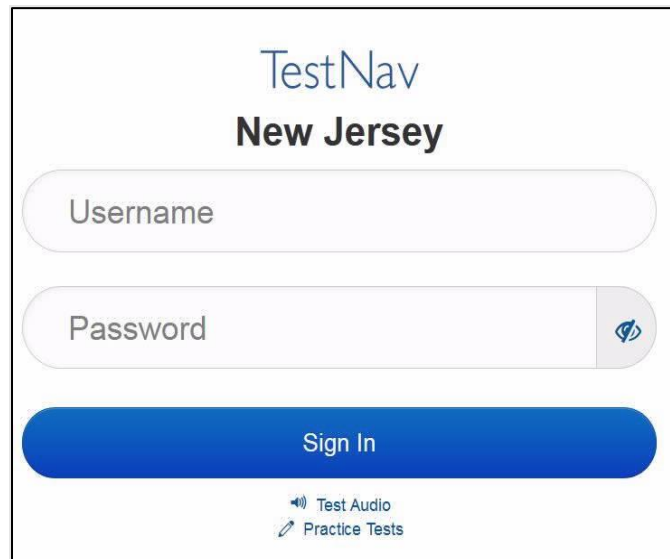 TestNav
New Jersey
Username
Password
Sign In
Test Audio
Practice Tests